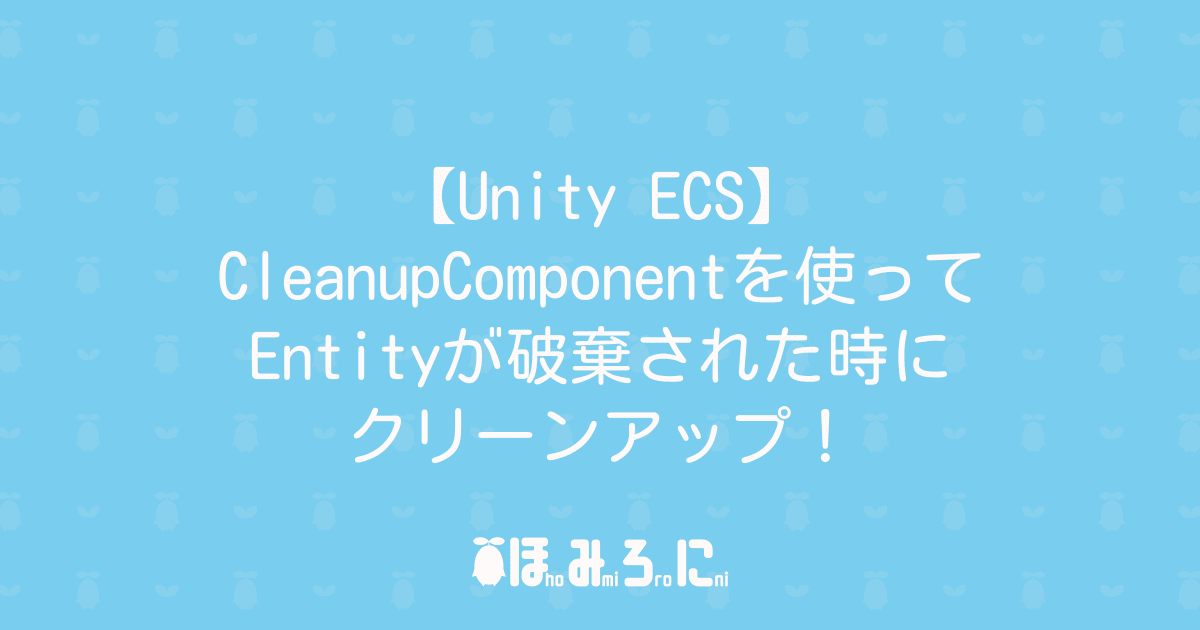 【Unity ECS】
CleanupComponentを使って
Entityが破棄された時に
クリーンアップ！
ほhoみmiろroにni